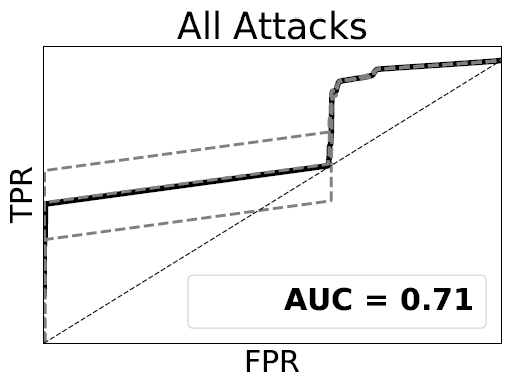 All Attacks
TPR
AUC = 0.71
FPR